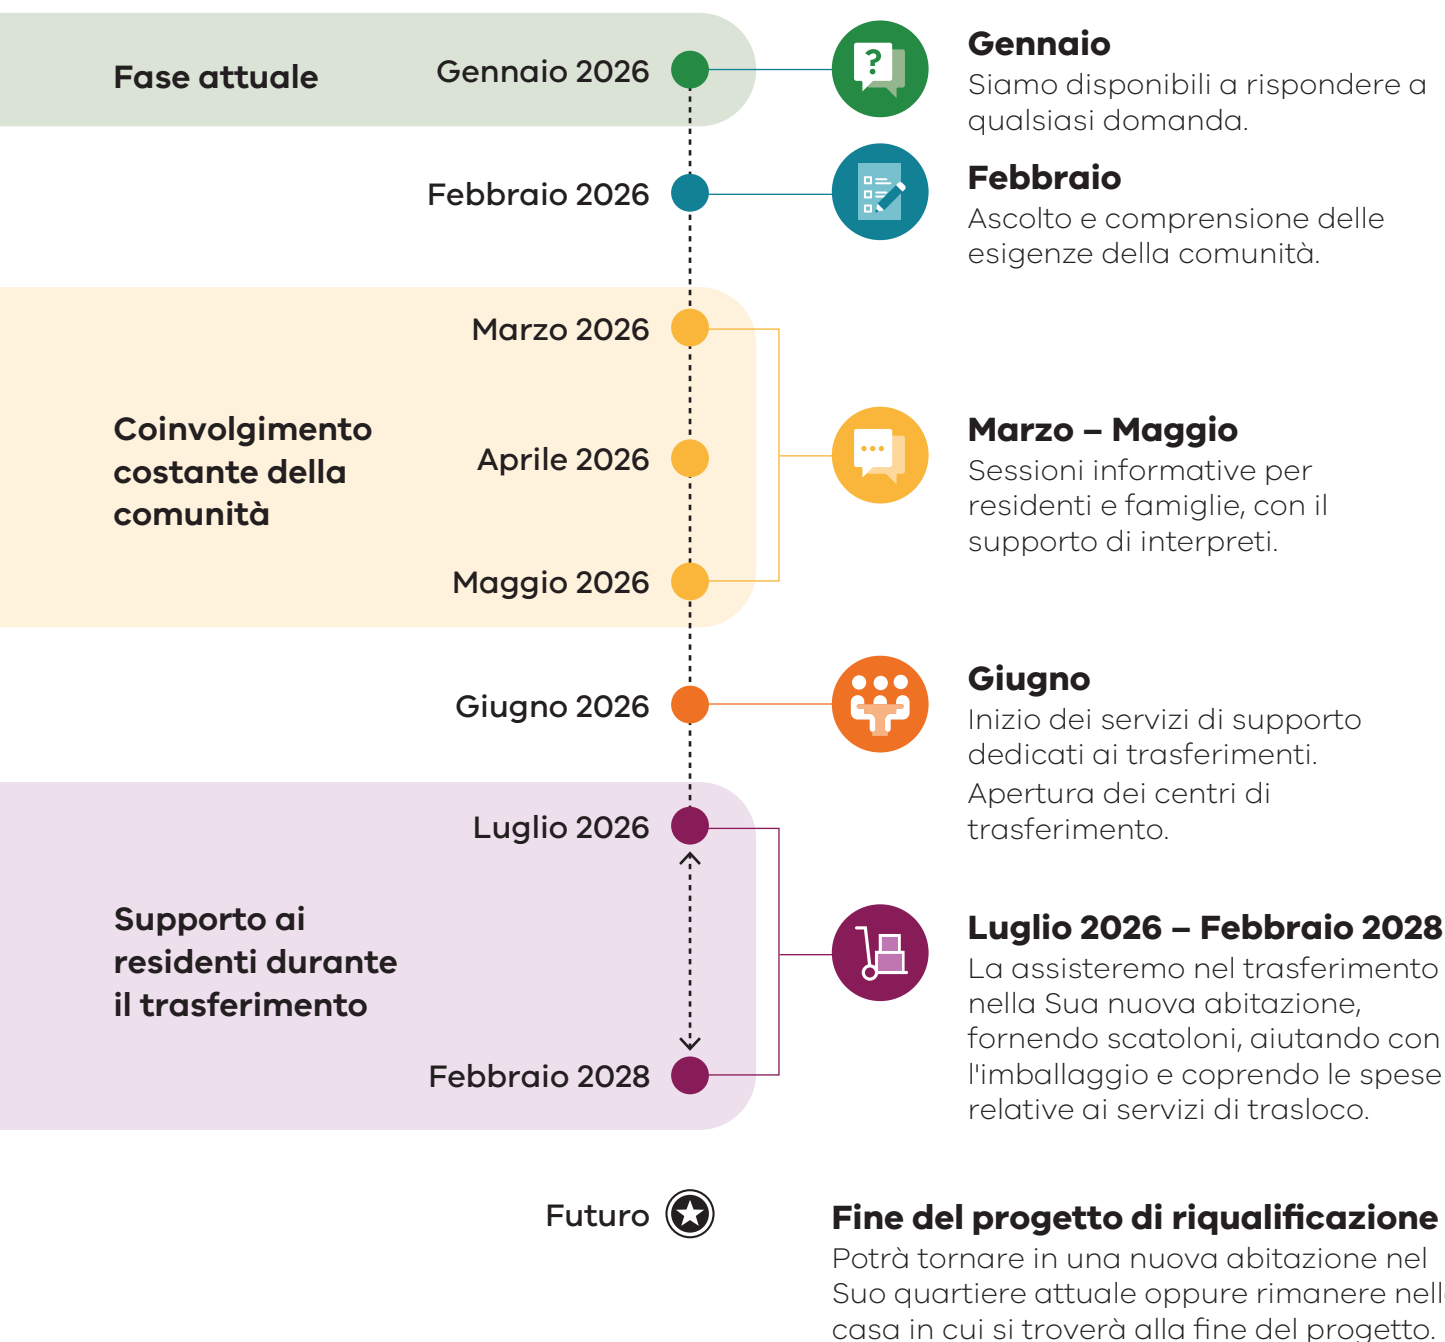 Fase attuale
Gennaio 2026
Gennaio
Siamo disponibili a rispondere a
qualsiasi domanda.
Febbraio 2026
Febbraio
Ascolto e comprensione delle
esigenze della comunità.
Coinvolgimento
costante della
comunità
Marzo 2026
Aprile 2026
Maggio 2026
Marzo – Maggio
Sessioni informative per
residenti e famiglie, con il
supporto di interpreti.
Giugno 2026
Giugno
Inizio dei servizi di supporto
dedicati ai trasferimenti.
Apertura dei centri di
trasferimento.
Supporto ai
residenti durante
il trasferimento
Luglio 2026
Febbraio 2028
Luglio 2026 – Febbraio 2028
La assisteremo nel trasferimento
nella Sua nuova abitazione,
fornendo scatoloni, aiutando con
l'imballaggio e coprendo le spese
relative ai servizi di trasloco.
Futuro
Fine del progetto di riqualificazione
Potrà tornare in una nuova abitazione nel
Suo quartiere attuale oppure rimanere nella
casa in cui si troverà alla fine del progetto.